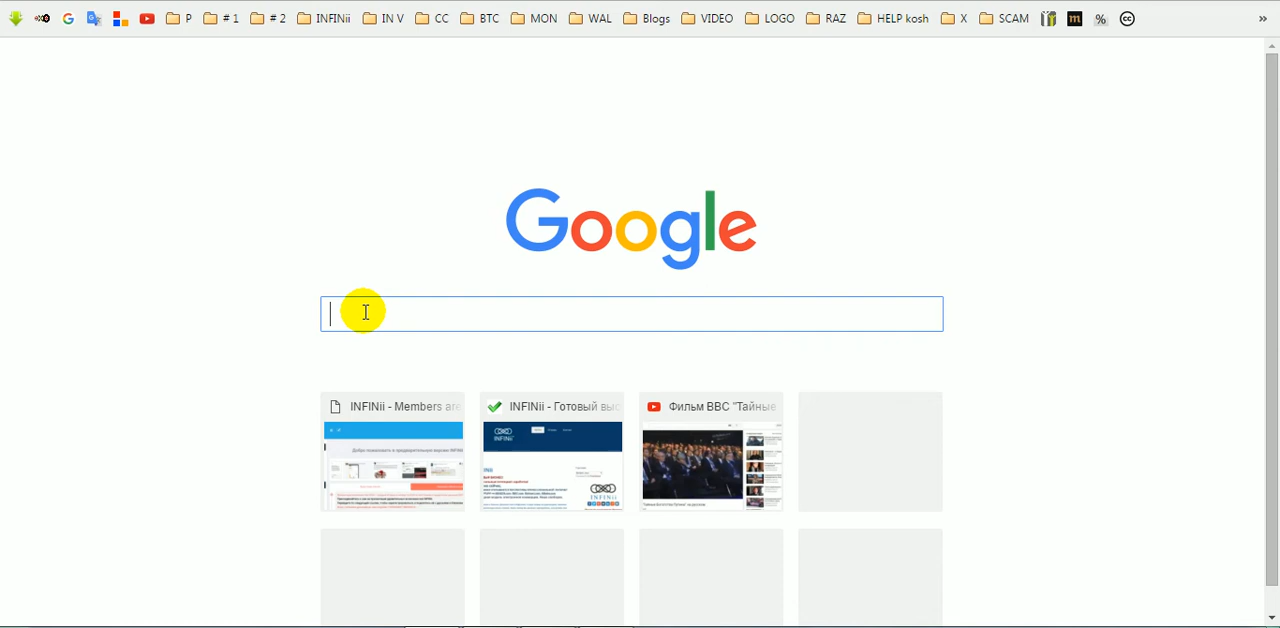 P # 1 # 2 INFINii IN V CC BTC MON WAL Blogs VIDEO LOGO RAZ HELP kosh X SCAM m % cc »
Google
INFINii - Members are
INFINii - Готовый выс
Фильм BBC "Тайные